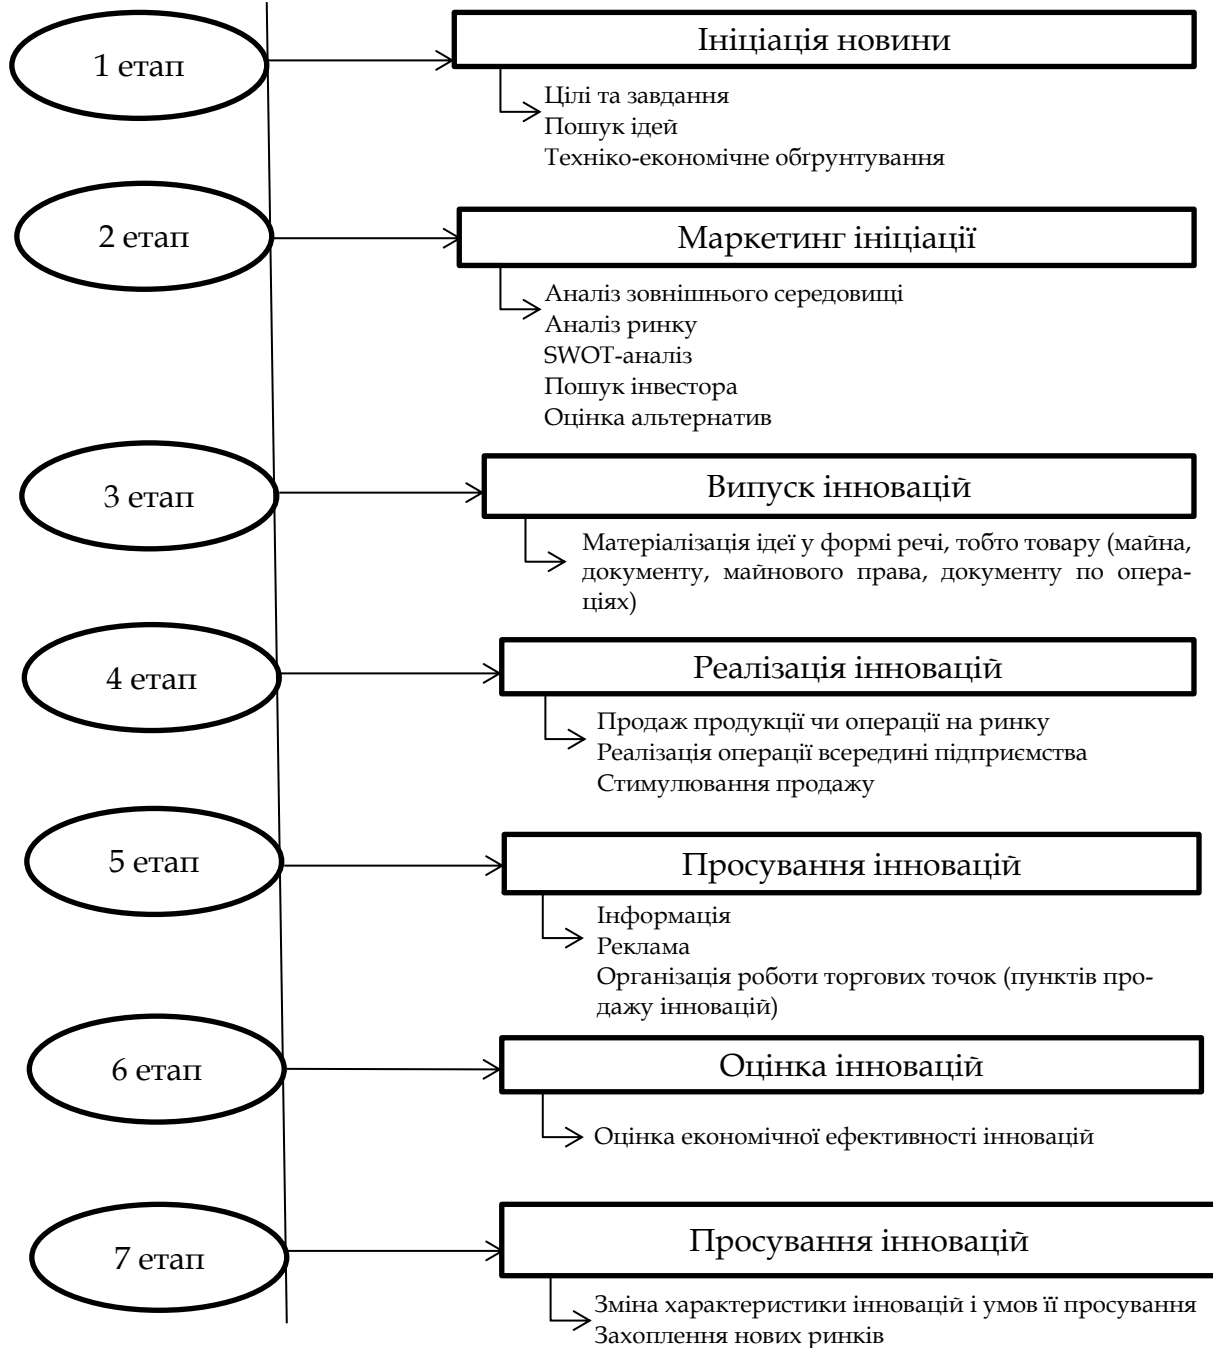 1 етап
Ініціація новини
Цілі та завдання
Пошук ідей
Техніко-економічне обґрунтування
2 етап
Маркетинг ініціації
Аналіз зовнішнього середовищі
Аналіз ринку
SWOT-аналіз
Пошук інвестора
Оцінка альтернатив
3 етап
Випуск інновацій
Матеріалізація ідеї у формі речі, тобто товару (майна,
документу, майнового права, документу по опера-
ціях)
4 етап
Реалізація інновацій
Продаж продукції чи операції на ринку
Реалізація операції всередині підприємства
Стимулювання продажу
5 етап
Просування інновацій
Інформація
Реклама
Організація роботи торгових точок (пунктів про-
дажу інновацій)
6 етап
Оцінка інновацій
Оцінка економічної ефективності інновацій
7 етап
Просування інновацій
Зміна характеристики інновацій і умов її просування
Захоплення нових ринків